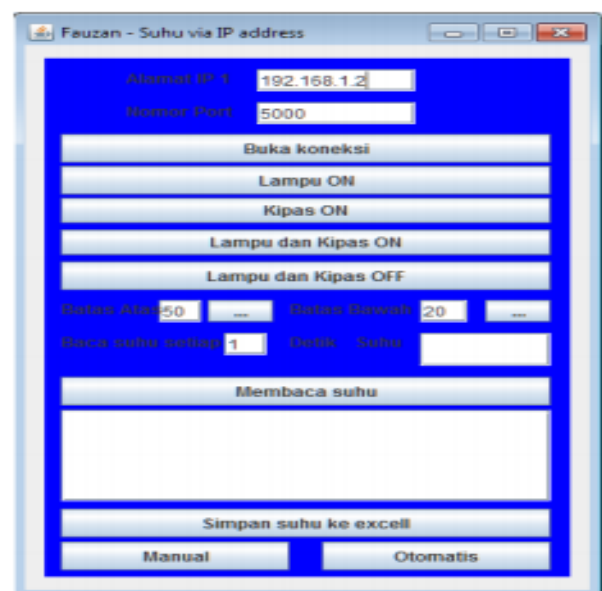 Fauzan - Suhu via IP address
Alamat IP 1 192.168.1.2
Nomor Port 5000
Buka koneksi
Lampu ON
Kipas ON
Lampu dan Kipas ON
Lampu dan Kipas OFF
Batas Atas 50 ... Batas Bawah 20 ...
Baca suhu setiap 1 Detik Suhu
Membaca suhu
Simpan suhu ke excell
Manual Otomatis